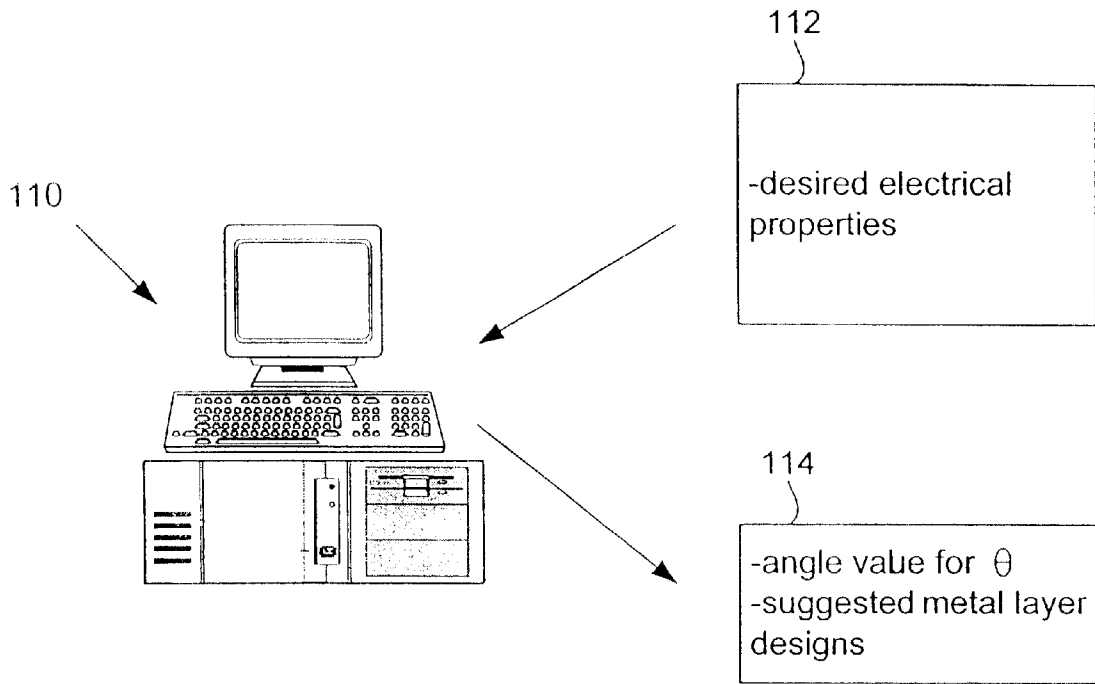 112
110
-desired electrical
properties
114
-angle value for θ
-suggested metal layer
designs